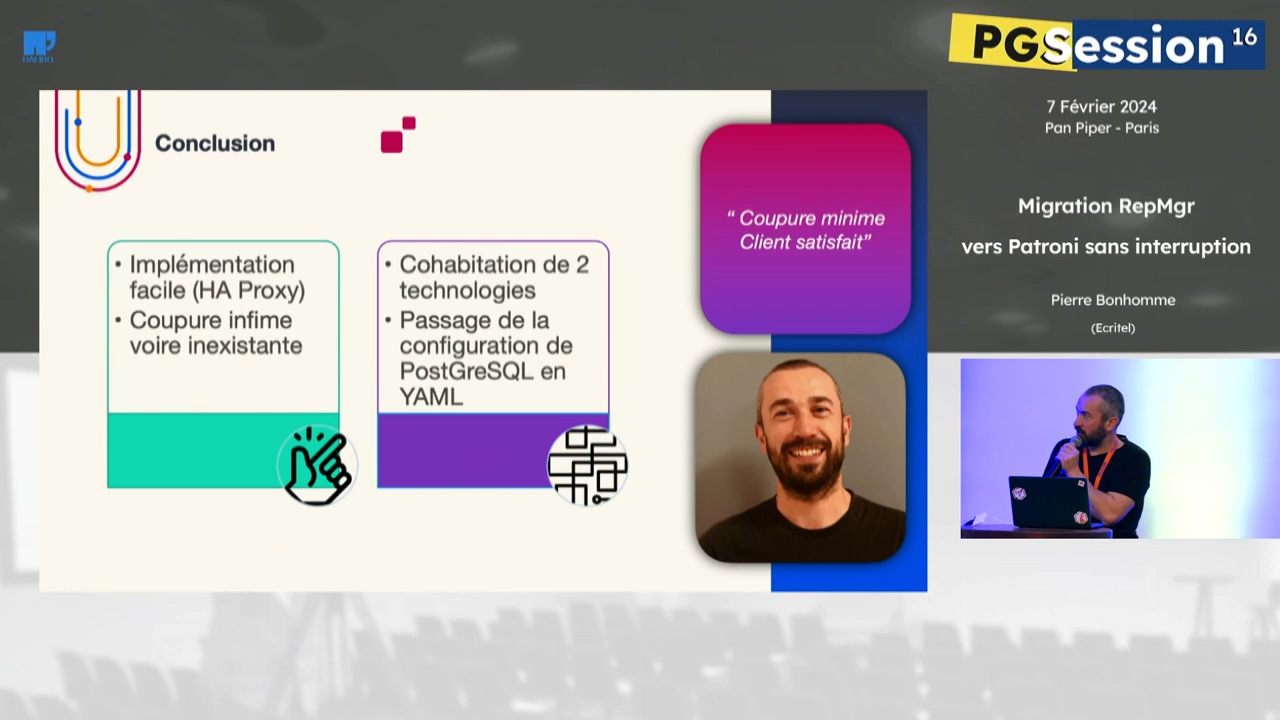 DALIBO
PGSession 16
7 Février 2024
Pan Piper - Paris
Migration RepMgr
vers Patroni sans interruption
Pierre Bonhomme
(Ecritel)
Conclusion
• Implémentation
facile (HA Proxy)
• Coupure infime
voire inexistante
• Cohabitation de 2
technologies
• Passage de la
configuration de
PostGreSQL en
YAML
“ Coupure minime
Client satisfait”